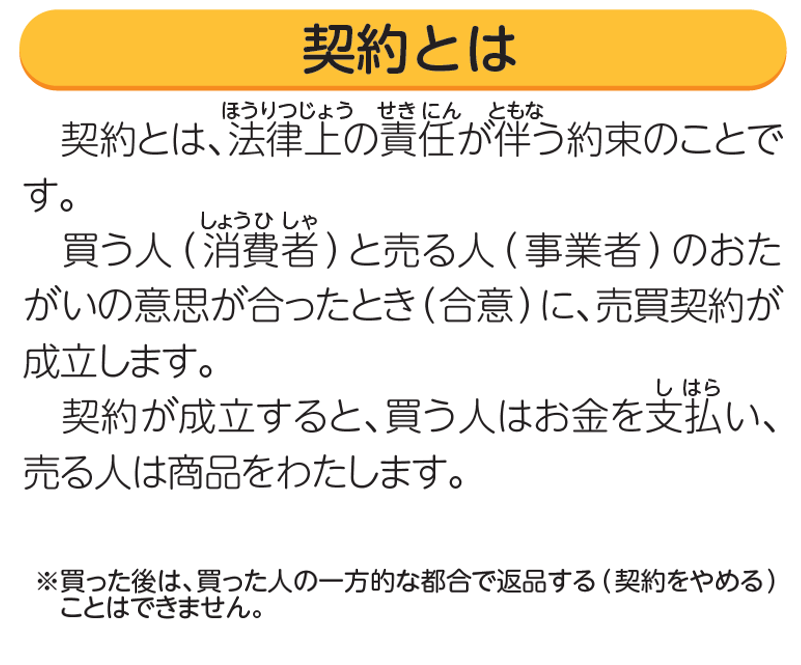 契約とは
ほうりつじょう せきにん ともな
契約とは、法律上の責任が伴う約束のことで
す。
しょうひしゃ
買う人(消費者)と売る人(事業者)のおた
がいの意思が合ったとき(合意)に、売買契約が
成立します。
しはら
契約が成立すると、買う人はお金を支払い、
売る人は商品をわたします。
※買った後は、買った人の一方的な都合で返品する(契約をやめる)
ことはできません。